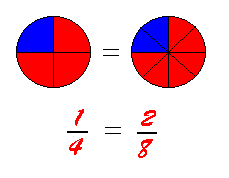 =
1/4 = 2/8